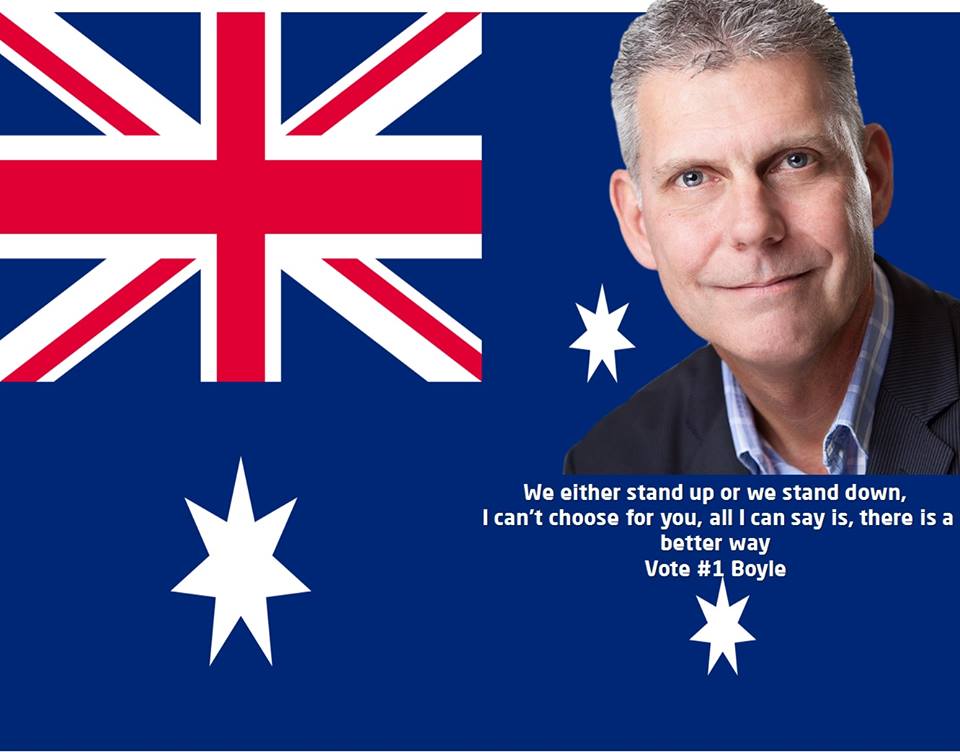 We either stand up or we stand down,
I can't choose for you, all I can say is, there is a
better way
Vote #1 Boyle